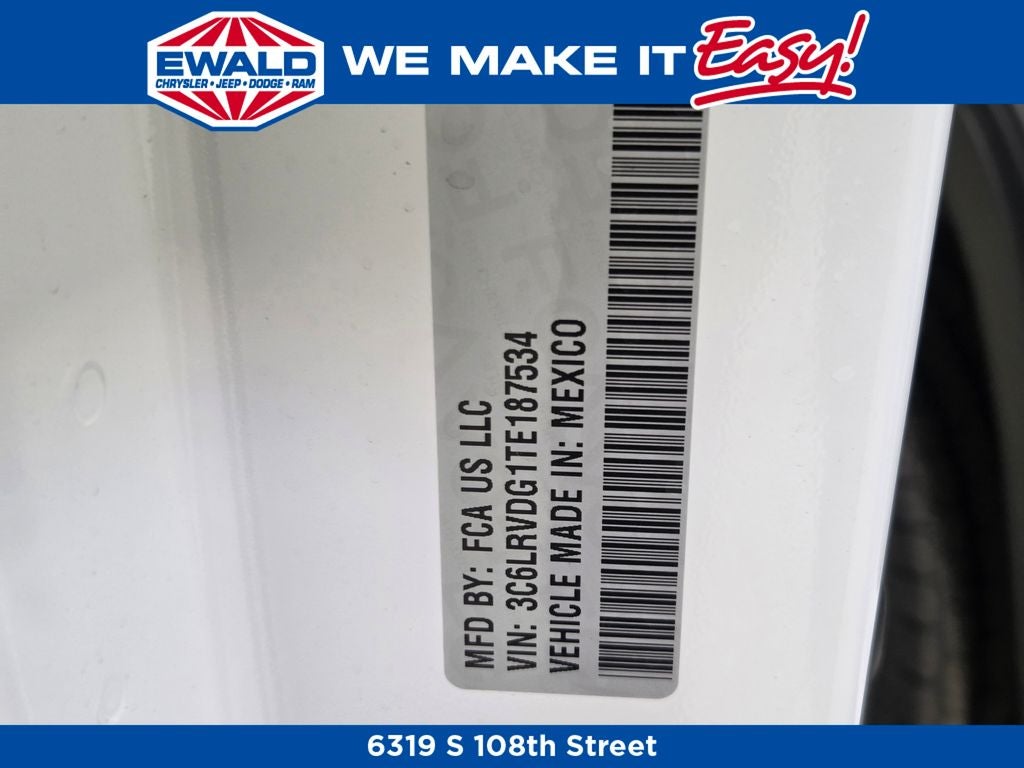 EWALD
CHRYSLER • JEEP • DODGE • RAM
WE MAKE IT Easy!
MFD BY: FCA US LLC
VIN: 3C6LRVDG1TE187534
VEHICLE MADE IN: MEXICO
6319 S 108th Street